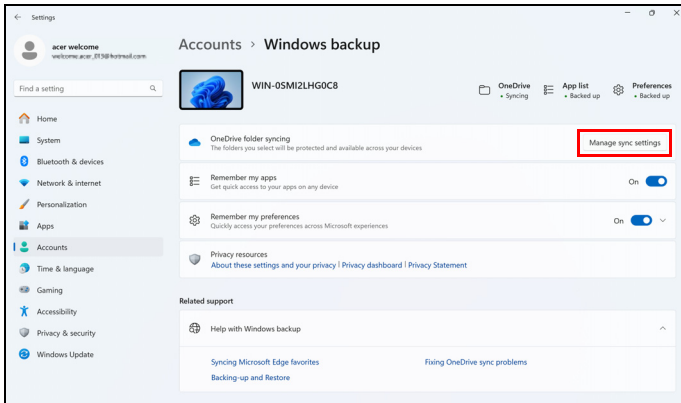 Settings
acer welcome
Find a setting
Home
System
Bluetooth & devices
Network & internet
Personalization
Apps
Accounts
Time & language
Gaming
Accessibility
Privacy & security
Windows Update
Accounts > Windows backup
WIN-0SMI2LHG0C8
OneDrive
• Syncing
App list
• Backed up
Preferences
• Backed up
OneDrive folder syncing
The folders you select will be protected and available across your devices
Manage sync settings
Remember my apps
Get quick access to your apps on any device
On
Remember my preferences
Quickly access your preferences across Microsoft experiences
On
Privacy resources
About these settings and your privacy | Privacy dashboard | Privacy Statement
Related support
Help with Windows backup
Syncing Microsoft Edge favorites
Fixing OneDrive sync problems
Backing-up and Restore